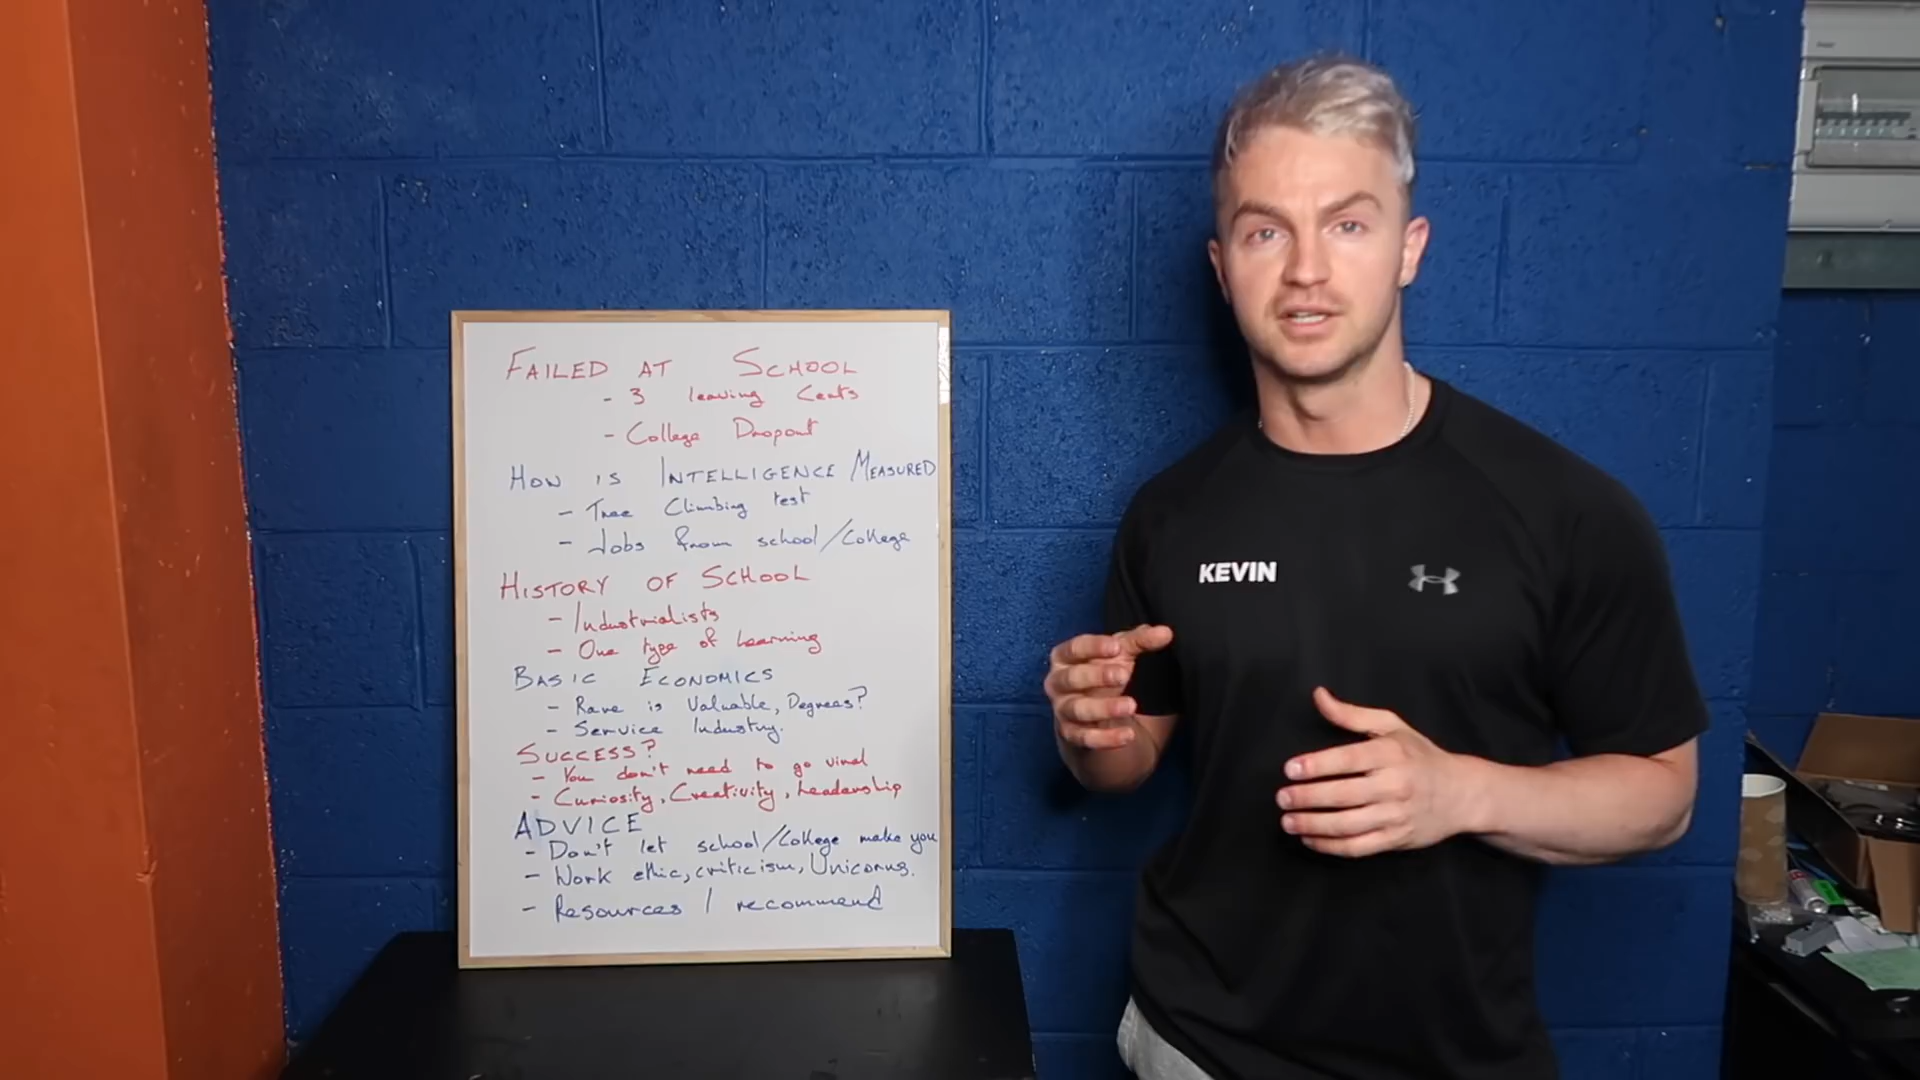 FAILED AT SCHOOL
- 3 leaving Certs
- College Dropout
HOW IS INTELLIGENCE MEASURED
- Tree Climbing test
- Jobs from school/College
HISTORY OF SCHOOL
- Industrialists
- One type of Learning
BASIC ECONOMICS
- Rare is Valuable, Degrees?
- Service Industry.
SUCCESS?
- You don't need to go viral
- Curiosity, Creativity, Leadership
ADVICE
- Don't let school/College make you
- Work ethic, criticism, Unicorns.
- Resources I recommend
KEVIN